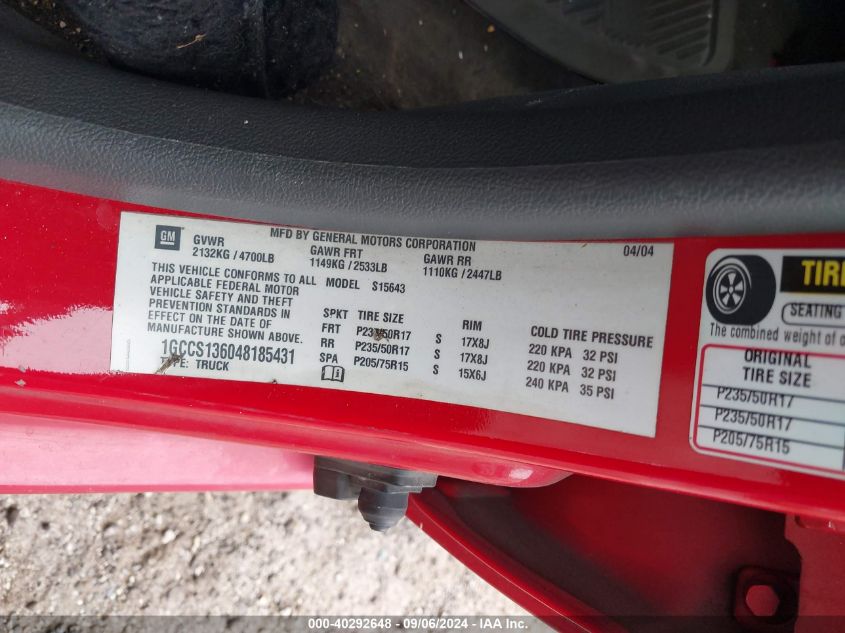 MFD BY GENERAL MOTORS CORPORATION 04/04
GM GVWR GAWR FRT GAWR RR
2132KG / 4700LB 1149KG / 2533LB 1110KG / 2447LB
THIS VEHICLE CONFORMS TO ALL MODEL S15643
APPLICABLE FEDERAL MOTOR
VEHICLE SAFETY AND THEFT
PREVENTION STANDARDS IN
EFFECT ON THE DATE OF
MANUFACTURE SHOWN ABOVE.
1GCCS136048185431
TYPE: TRUCK
SPKT TIRE SIZE RIM COLD TIRE PRESSURE
FRT P235/50R17 S 17X8J 220 KPA 32 PSI
RR P235/50R17 S 17X8J 220 KPA 32 PSI
SPA P205/75R15 S 15X6J 240 KPA 35 PSI
TIRE
SEATING
The combined weight of
ORIGINAL
TIRE SIZE
P235/50R17
P235/50R17
P205/75R15
000-40292648 - 09/06/2024 - IAA Inc.